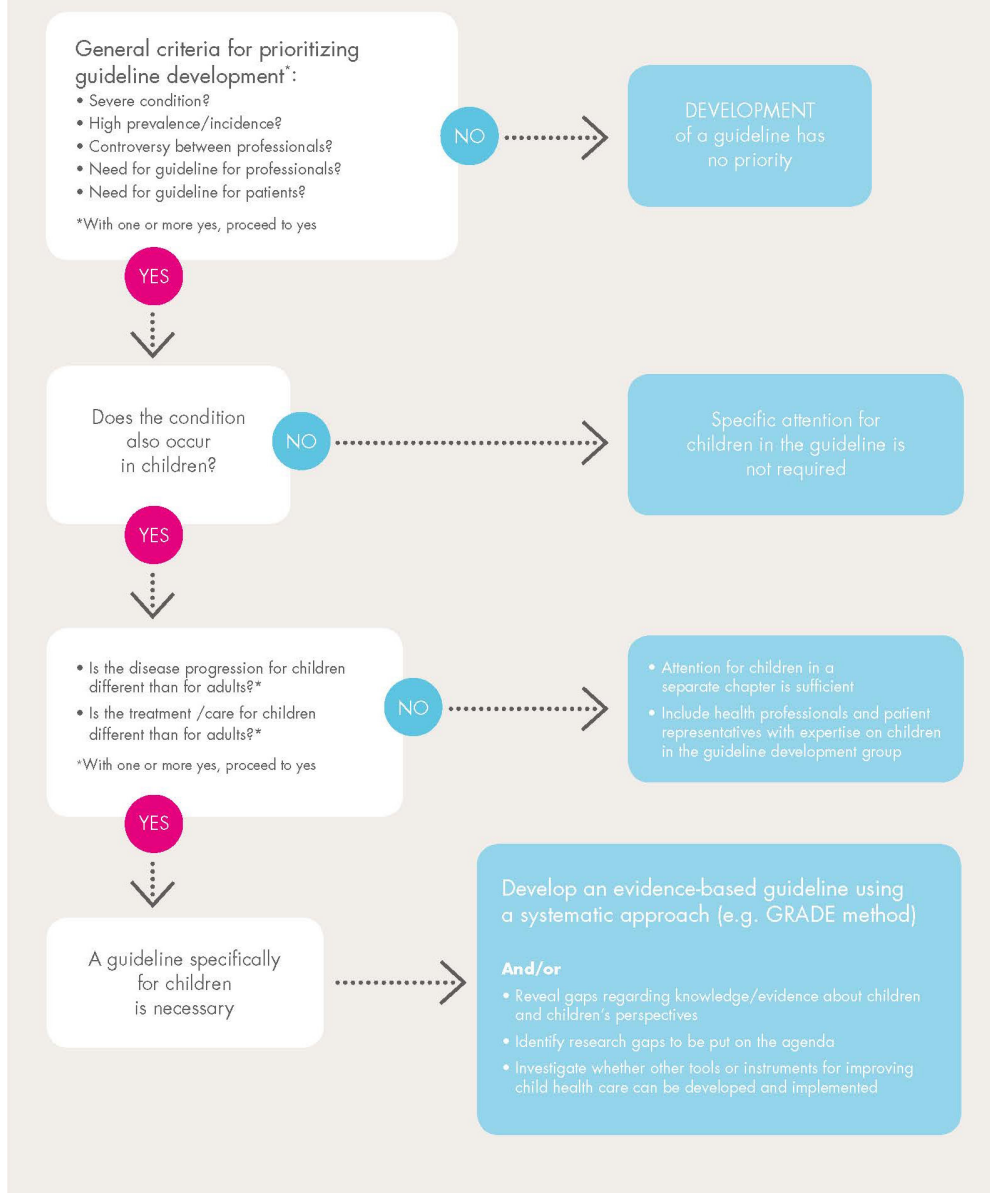 General criteria for prioritizing
guideline development*:
• Severe condition?
• High prevalence/incidence?
• Controversy between professionals?
• Need for guideline for professionals?
• Need for guideline for patients?
*With one or more yes, proceed to yes
NO
DEVELOPMENT
of a guideline has
no priority
YES
Does the condition
also occur
in children?
NO
Specific attention for
children in the guideline is
not required
YES
• Is the disease progression for children
different than for adults?*
• Is the treatment /care for children
different than for adults?*
*With one or more yes, proceed to yes
NO
• Attention for children in a
separate chapter is sufficient
• Include health professionals and patient
representatives with expertise on children
in the guideline development group
YES
A guideline specifically
for children
is necessary
Develop an evidence-based guideline using
a systematic approach (e.g. GRADE method)
And/or
• Reveal gaps regarding knowledge/evidence about children
and children's perspectives
• Identify research gaps to be put on the agenda
• Investigate whether other tools or instruments for improving
child health care can be developed and implemented